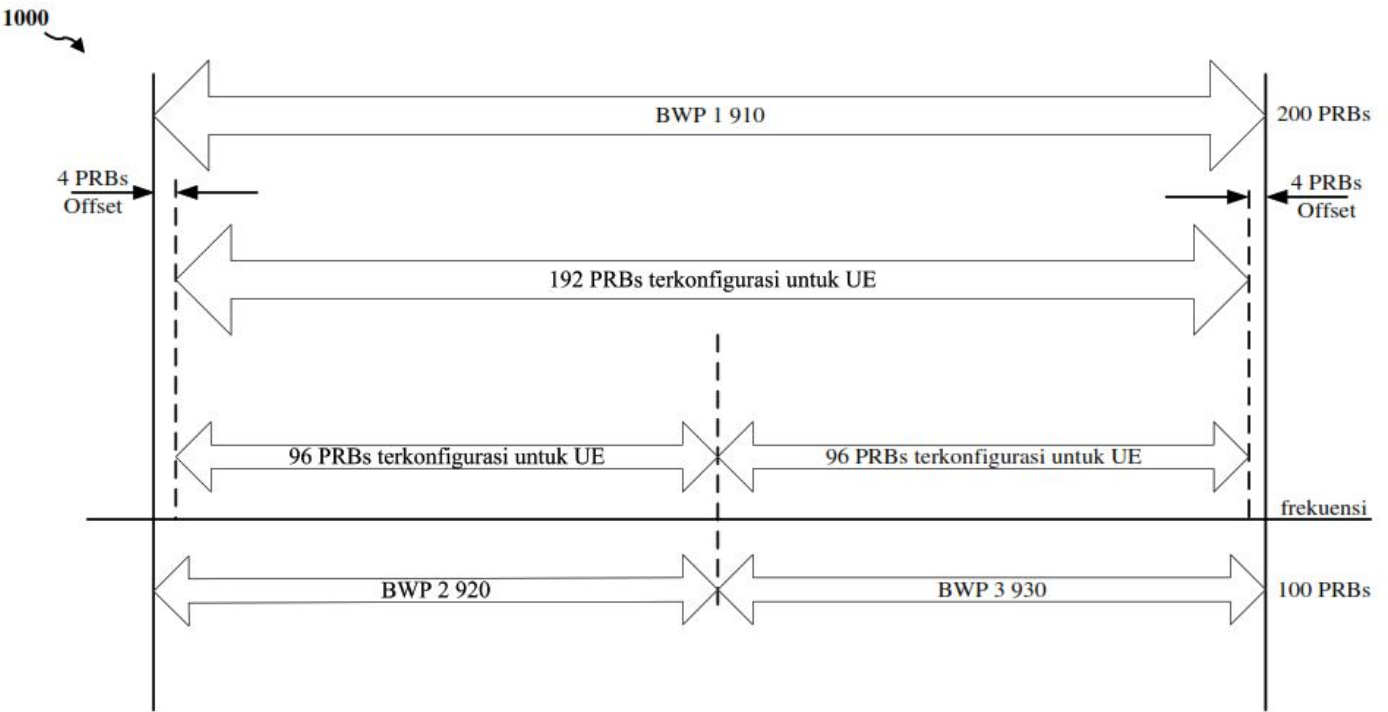 1000
BWP 1 910
200 PRBs
4 PRBs
Offset
4 PRBs
Offset
192 PRBs terkonfigurasi untuk UE
96 PRBs terkonfigurasi untuk UE
96 PRBs terkonfigurasi untuk UE
frekuensi
BWP 2 920
BWP 3 930
100 PRBs